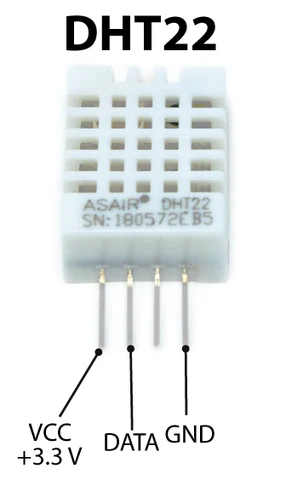 DHT22
ASAIR® DHT22
SN:180572EB5
VCC
+3.3 V
DATA
GND